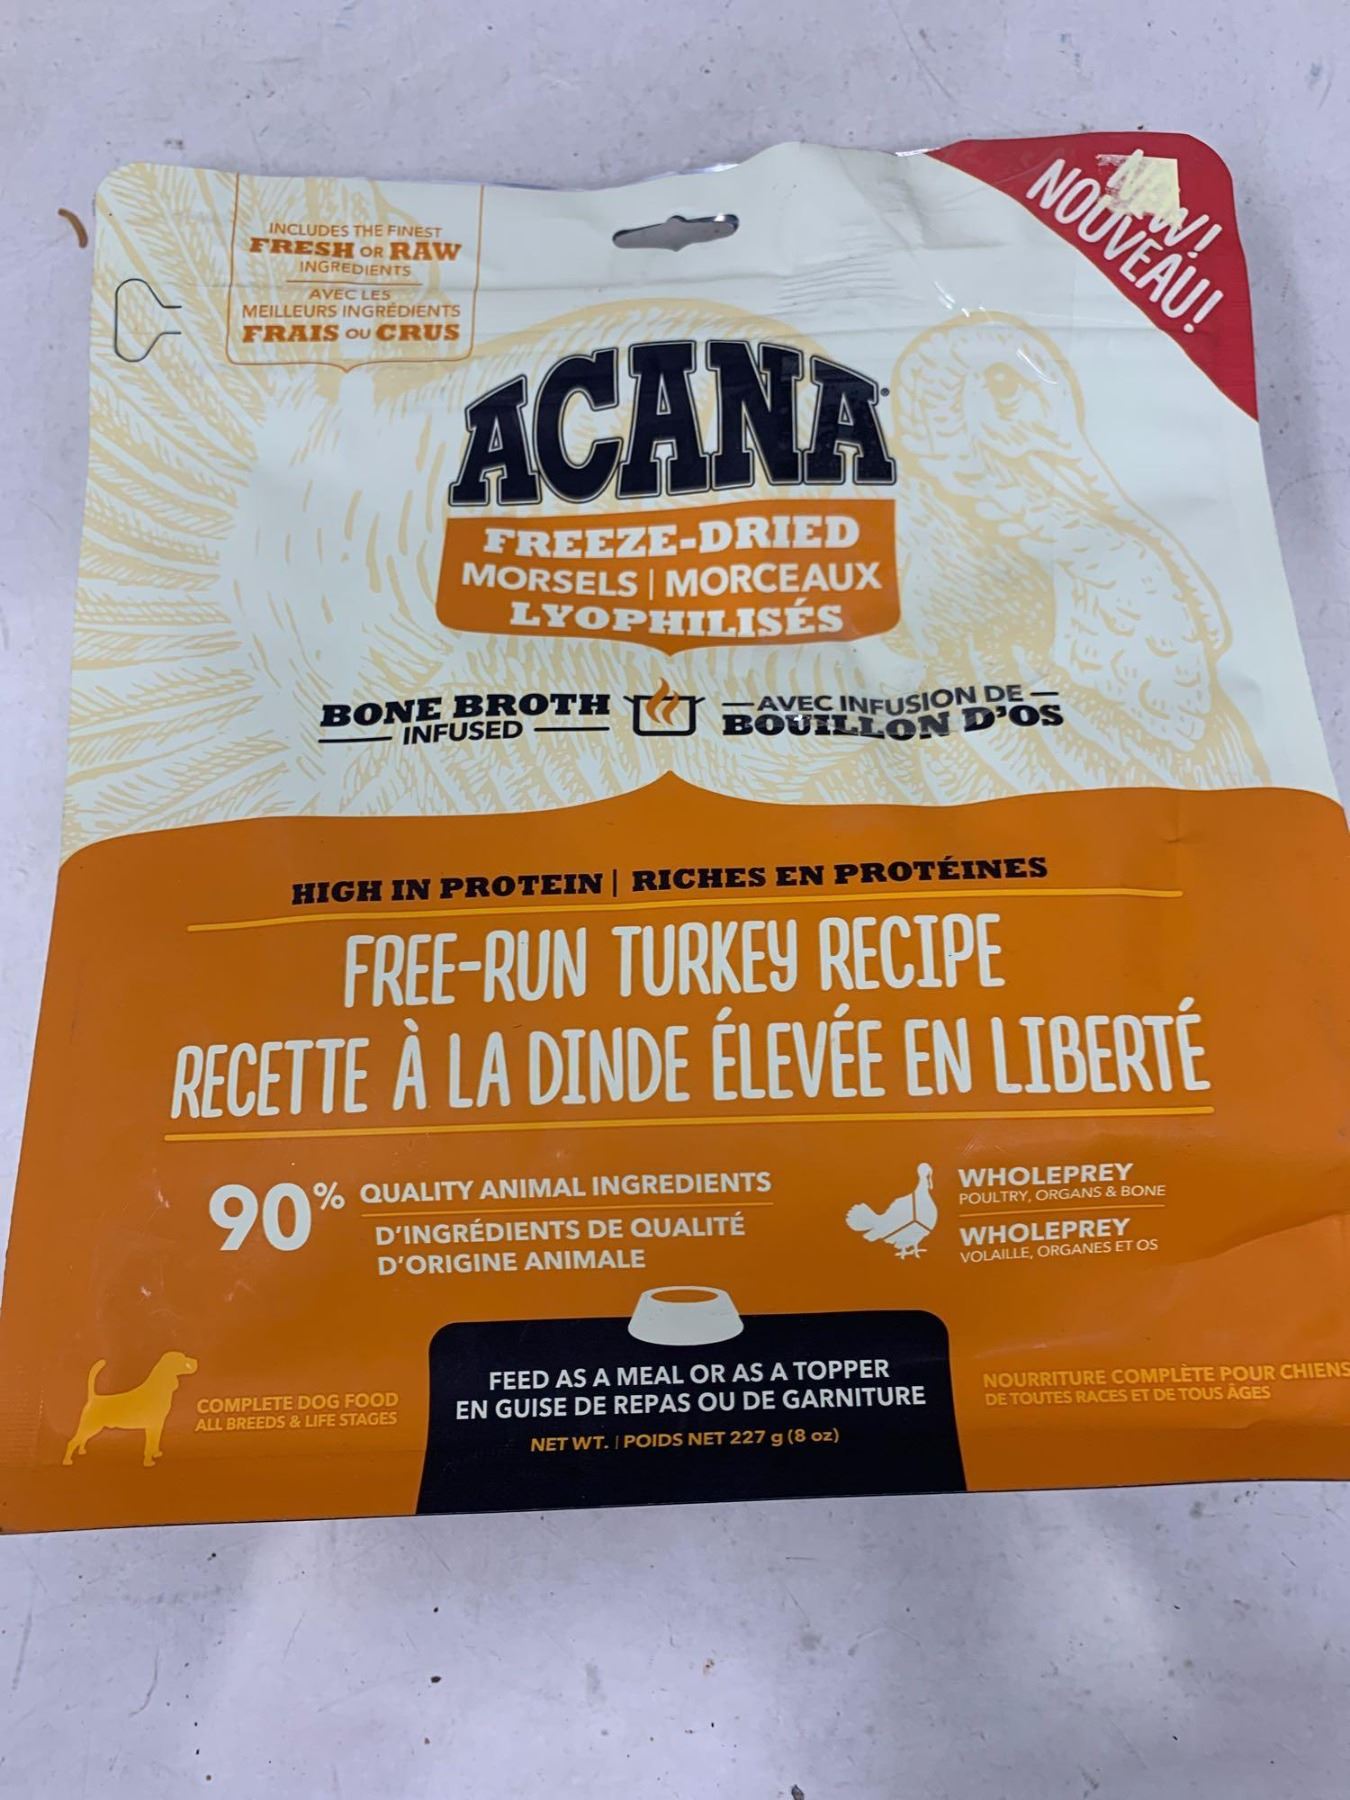 NOUVEAU!
INCLUDES THE FINEST
FRESH OR RAW
INGREDIENTS
AVEC LES
MEILLEURS INGRÉDIENTS
FRAIS OU CRUS
ACANA
FREEZE-DRIED
MORSELS | MORCEAUX
LYOPHILISÉS
BONE BROTH
INFUSED
AVEC INFUSION DE
BOUILLON D'OS
HIGH IN PROTEIN | RICHES EN PROTÉINES
FREE-RUN TURKEY RECIPE
RECETTE À LA DINDE ÉLEVÉE EN LIBERTÉ
90% QUALITY ANIMAL INGREDIENTS
D'INGRÉDIENTS DE QUALITÉ
D'ORIGINE ANIMALE
WHOLEPREY
POULTRY, ORGANS & BONE
WHOLEPREY
VOLAILLE, ORGANES ET OS
COMPLETE DOG FOOD
ALL BREEDS & LIFE STAGES
FEED AS A MEAL OR AS A TOPPER
EN GUISE DE REPAS OU DE GARNITURE
NET WT. | POIDS NET 227 g (8 oz)
NOURRITURE COMPLÈTE POUR CHIENS
DE TOUTES RACES ET DE TOUS ÂGES